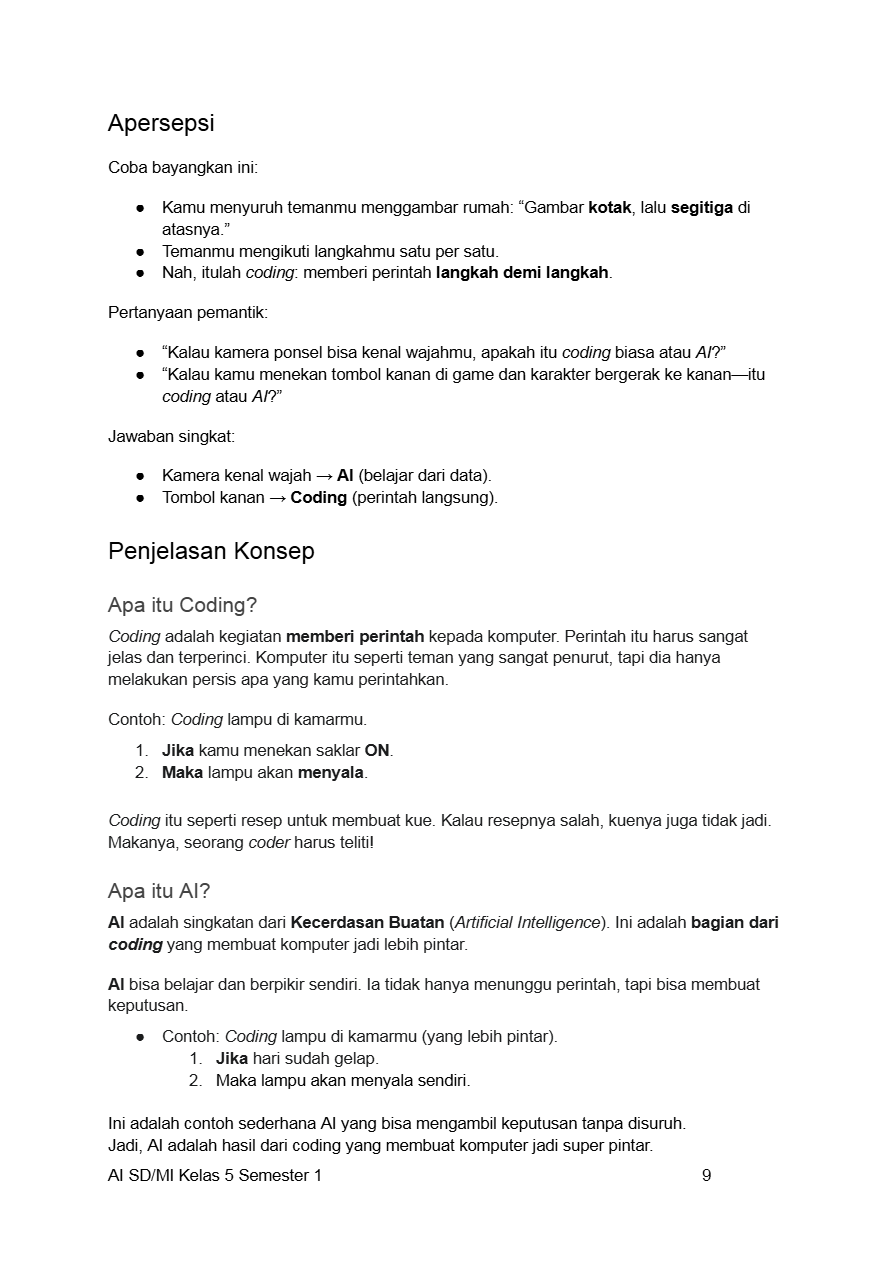 Apersepsi
Coba bayangkan ini:
● Kamu menyuruh temanmu menggambar rumah: “Gambar kotak, lalu segitiga di
atasnya.”
● Temanmu mengikuti langkahmu satu per satu.
● Nah, itulah coding: memberi perintah langkah demi langkah.
Pertanyaan pemantik:
● “Kalau kamera ponsel bisa kenal wajahmu, apakah itu coding biasa atau AI?”
● “Kalau kamu menekan tombol kanan di game dan karakter bergerak ke kanan—itu
coding atau AI?”
Jawaban singkat:
● Kamera kenal wajah → AI (belajar dari data).
● Tombol kanan → Coding (perintah langsung).
Penjelasan Konsep
Apa itu Coding?
Coding adalah kegiatan memberi perintah kepada komputer. Perintah itu harus sangat
jelas dan terperinci. Komputer itu seperti teman yang sangat penurut, tapi dia hanya
melakukan persis apa yang kamu perintahkan.
Contoh: Coding lampu di kamarmu.
1. Jika kamu menekan saklar ON.
2. Maka lampu akan menyala.
Coding itu seperti resep untuk membuat kue. Kalau resepnya salah, kuenya juga tidak jadi.
Makanya, seorang coder harus teliti!
Apa itu AI?
AI adalah singkatan dari Kecerdasan Buatan (Artificial Intelligence). Ini adalah bagian dari
coding yang membuat komputer jadi lebih pintar.
AI bisa belajar dan berpikir sendiri. Ia tidak hanya menunggu perintah, tapi bisa membuat
keputusan.
● Contoh: Coding lampu di kamarmu (yang lebih pintar).
1. Jika hari sudah gelap.
2. Maka lampu akan menyala sendiri.
Ini adalah contoh sederhana AI yang bisa mengambil keputusan tanpa disuruh.
Jadi, AI adalah hasil dari coding yang membuat komputer jadi super pintar.
AI SD/MI Kelas 5 Semester 1 9